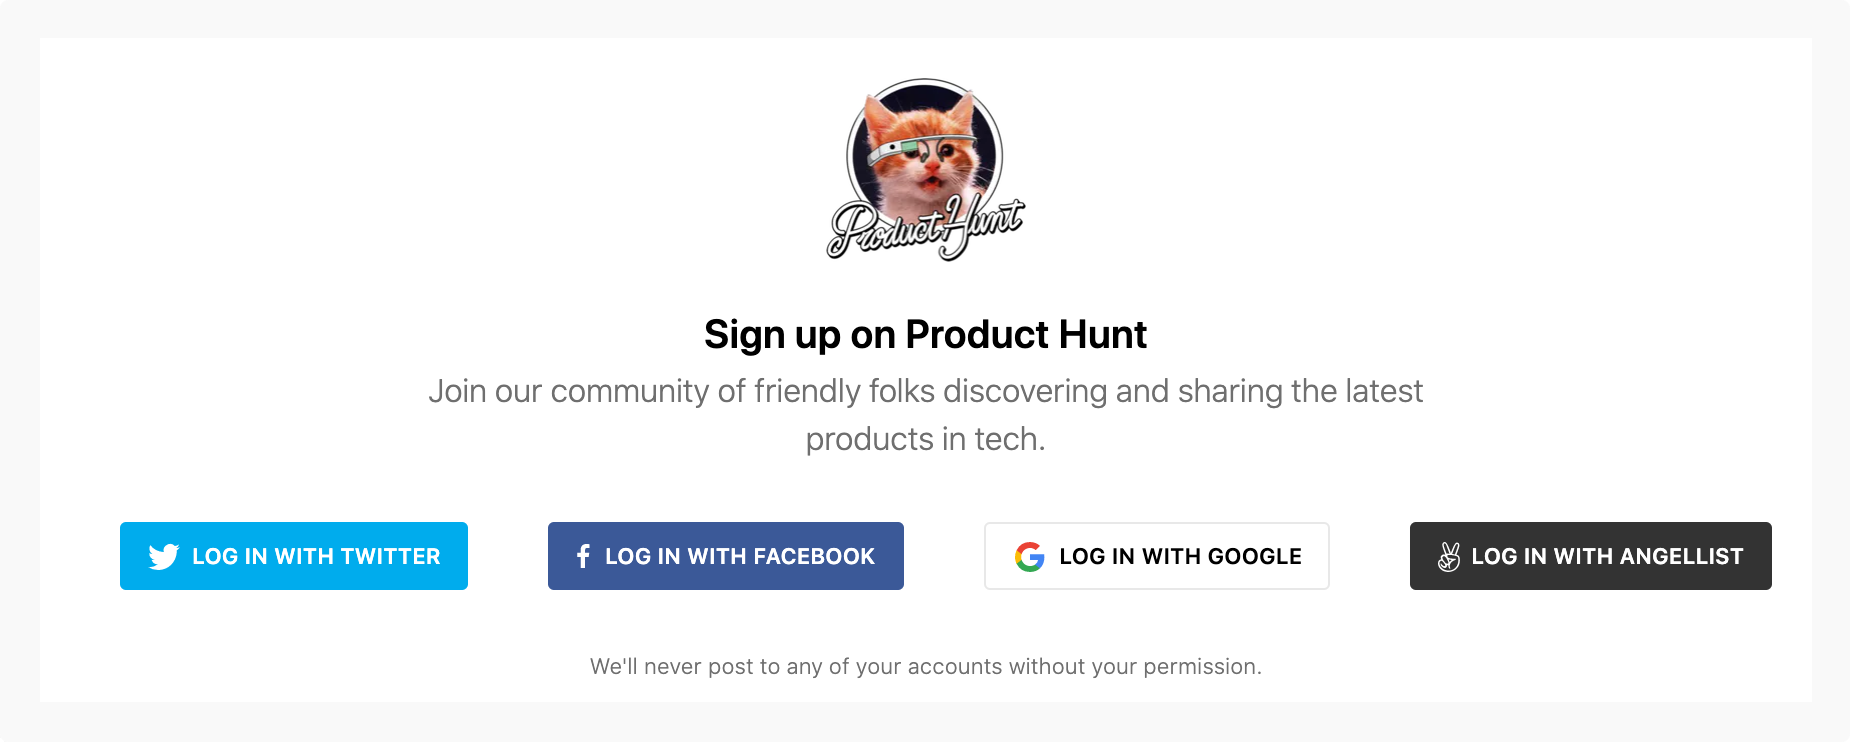 Product Hunt
Sign up on Product Hunt
Join our community of friendly folks discovering and sharing the latest
products in tech.
LOG IN WITH TWITTER
LOG IN WITH FACEBOOK
LOG IN WITH GOOGLE
LOG IN WITH ANGELLIST
We'll never post to any of your accounts without your permission.